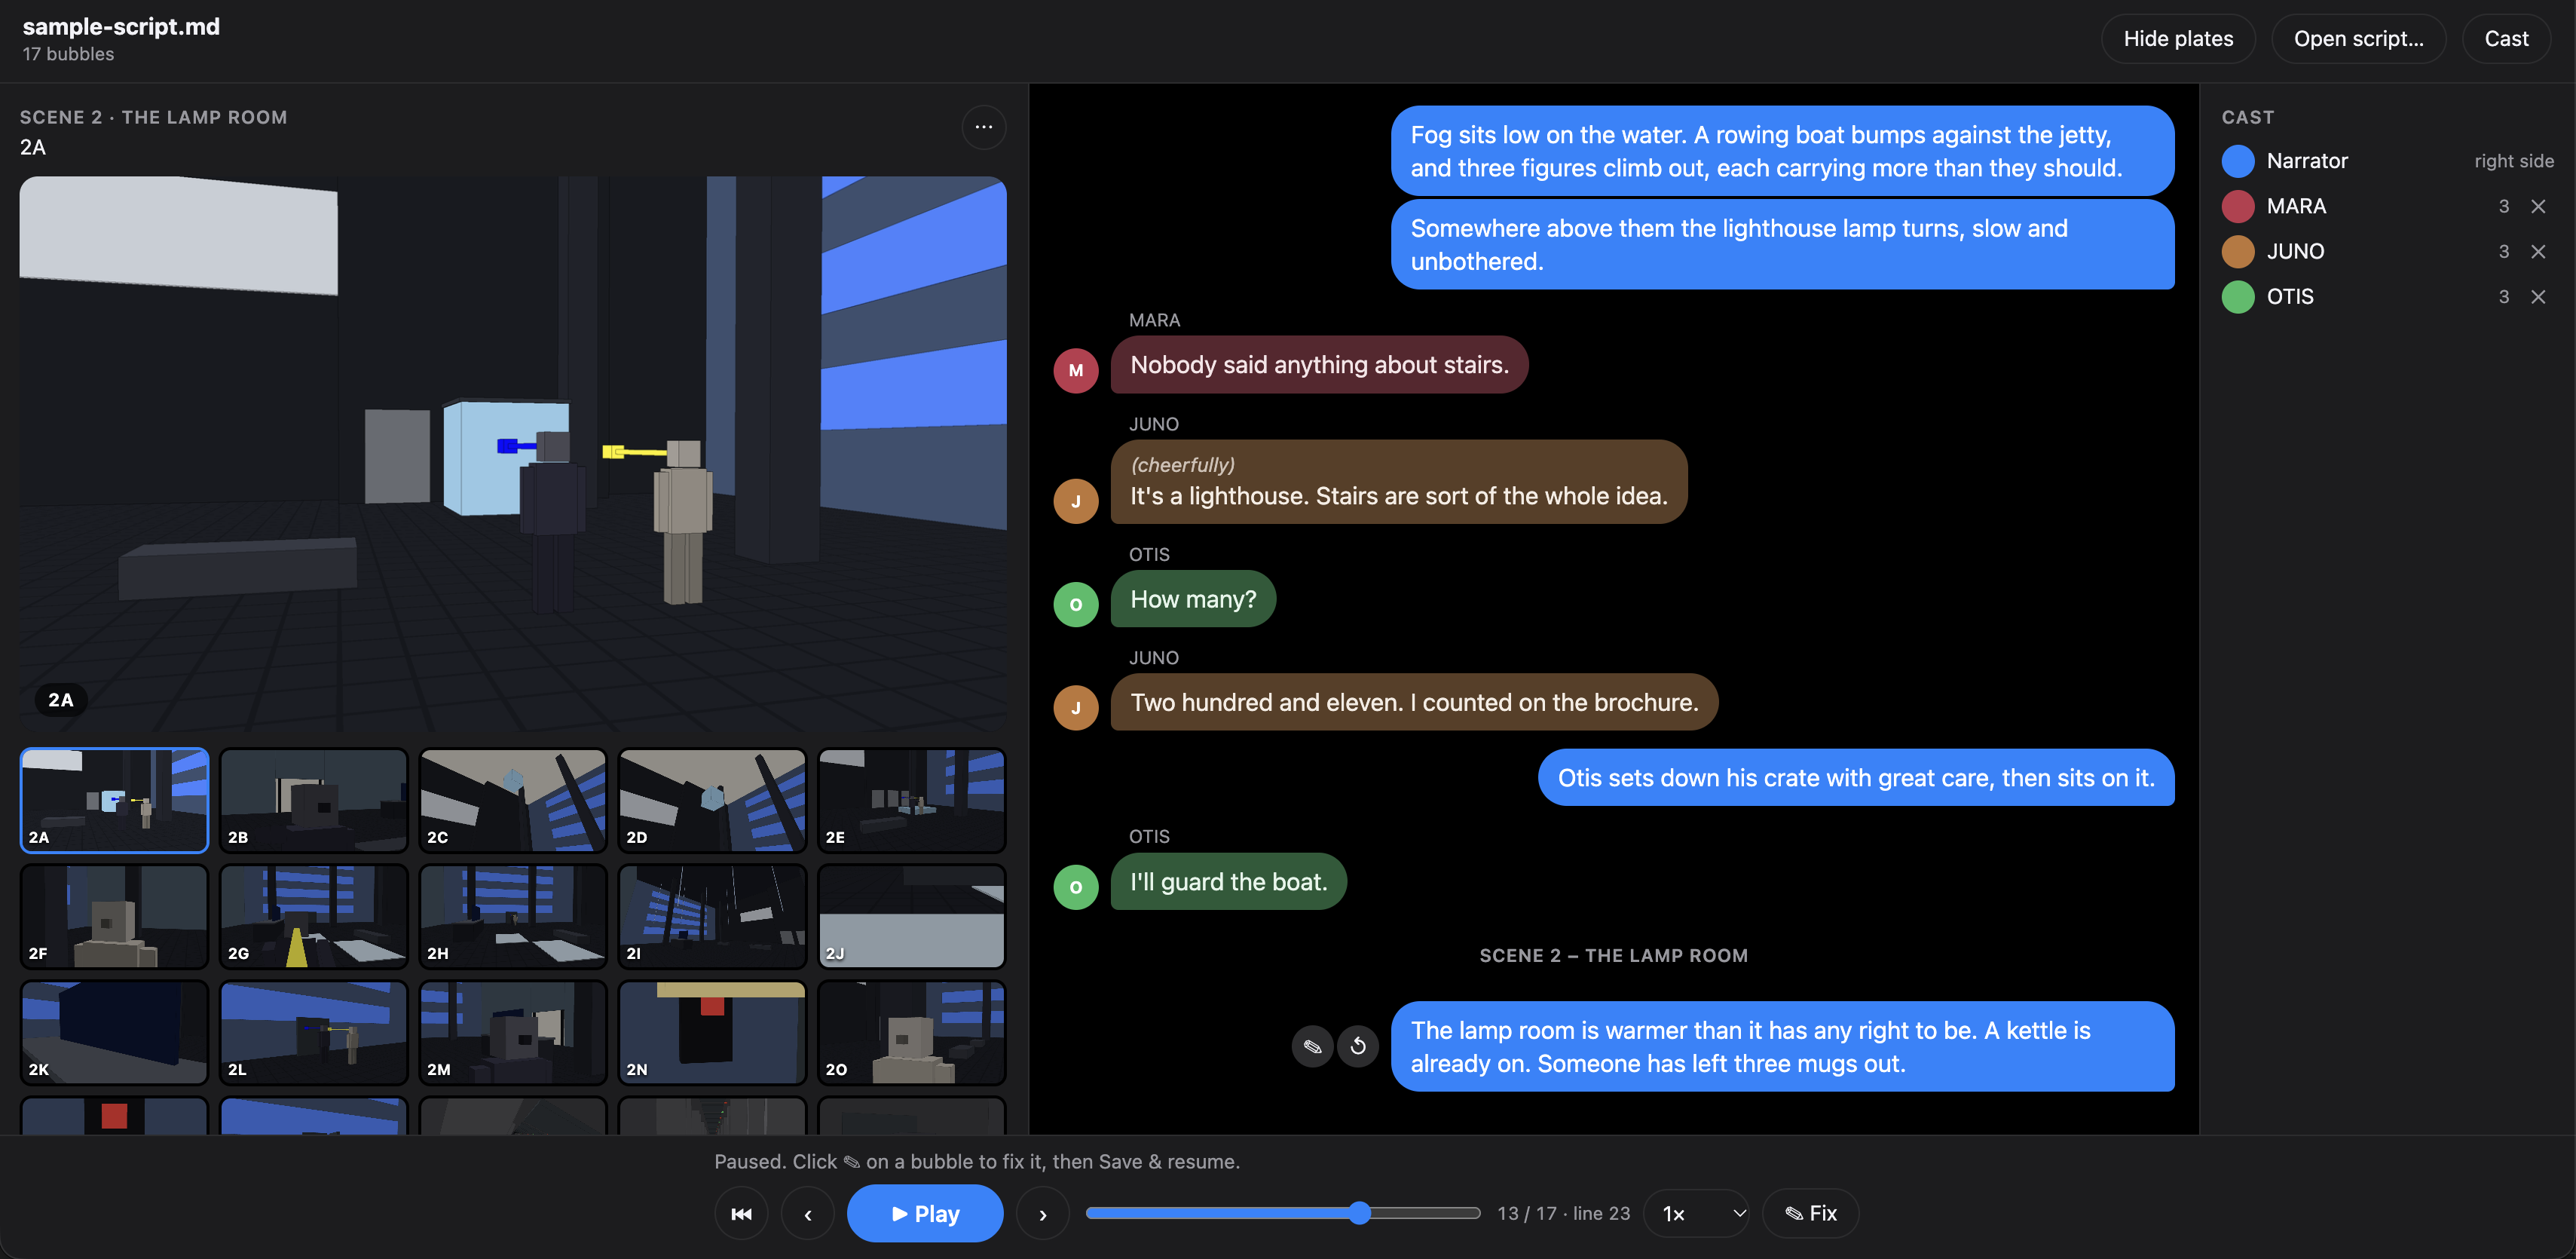 sample-script.md
17 bubbles
Hide plates
Open script...
Cast
SCENE 2 · THE LAMP ROOM
2A
...
2A
2A
2B
2C
2D
2E
2F
2G
2H
2I
2J
2K
2L
2M
2N
2O
Fog sits low on the water. A rowing boat bumps against the jetty,
and three figures climb out, each carrying more than they should.
Somewhere above them the lighthouse lamp turns, slow and
unbothered.
MARA
M
Nobody said anything about stairs.
JUNO
(cheerfully)
J
It's a lighthouse. Stairs are sort of the whole idea.
OTIS
O
How many?
JUNO
J
Two hundred and eleven. I counted on the brochure.
Otis sets down his crate with great care, then sits on it.
OTIS
O
I'll guard the boat.
SCENE 2 – THE LAMP ROOM
The lamp room is warmer than it has any right to be. A kettle is
already on. Someone has left three mugs out.
CAST
Narrator right side
MARA 3 ×
JUNO 3 ×
OTIS 3 ×
Paused. Click ✎ on a bubble to fix it, then Save & resume.
⏮ ‹ ▶ Play › 13 / 17 · line 23 1× ✎ Fix